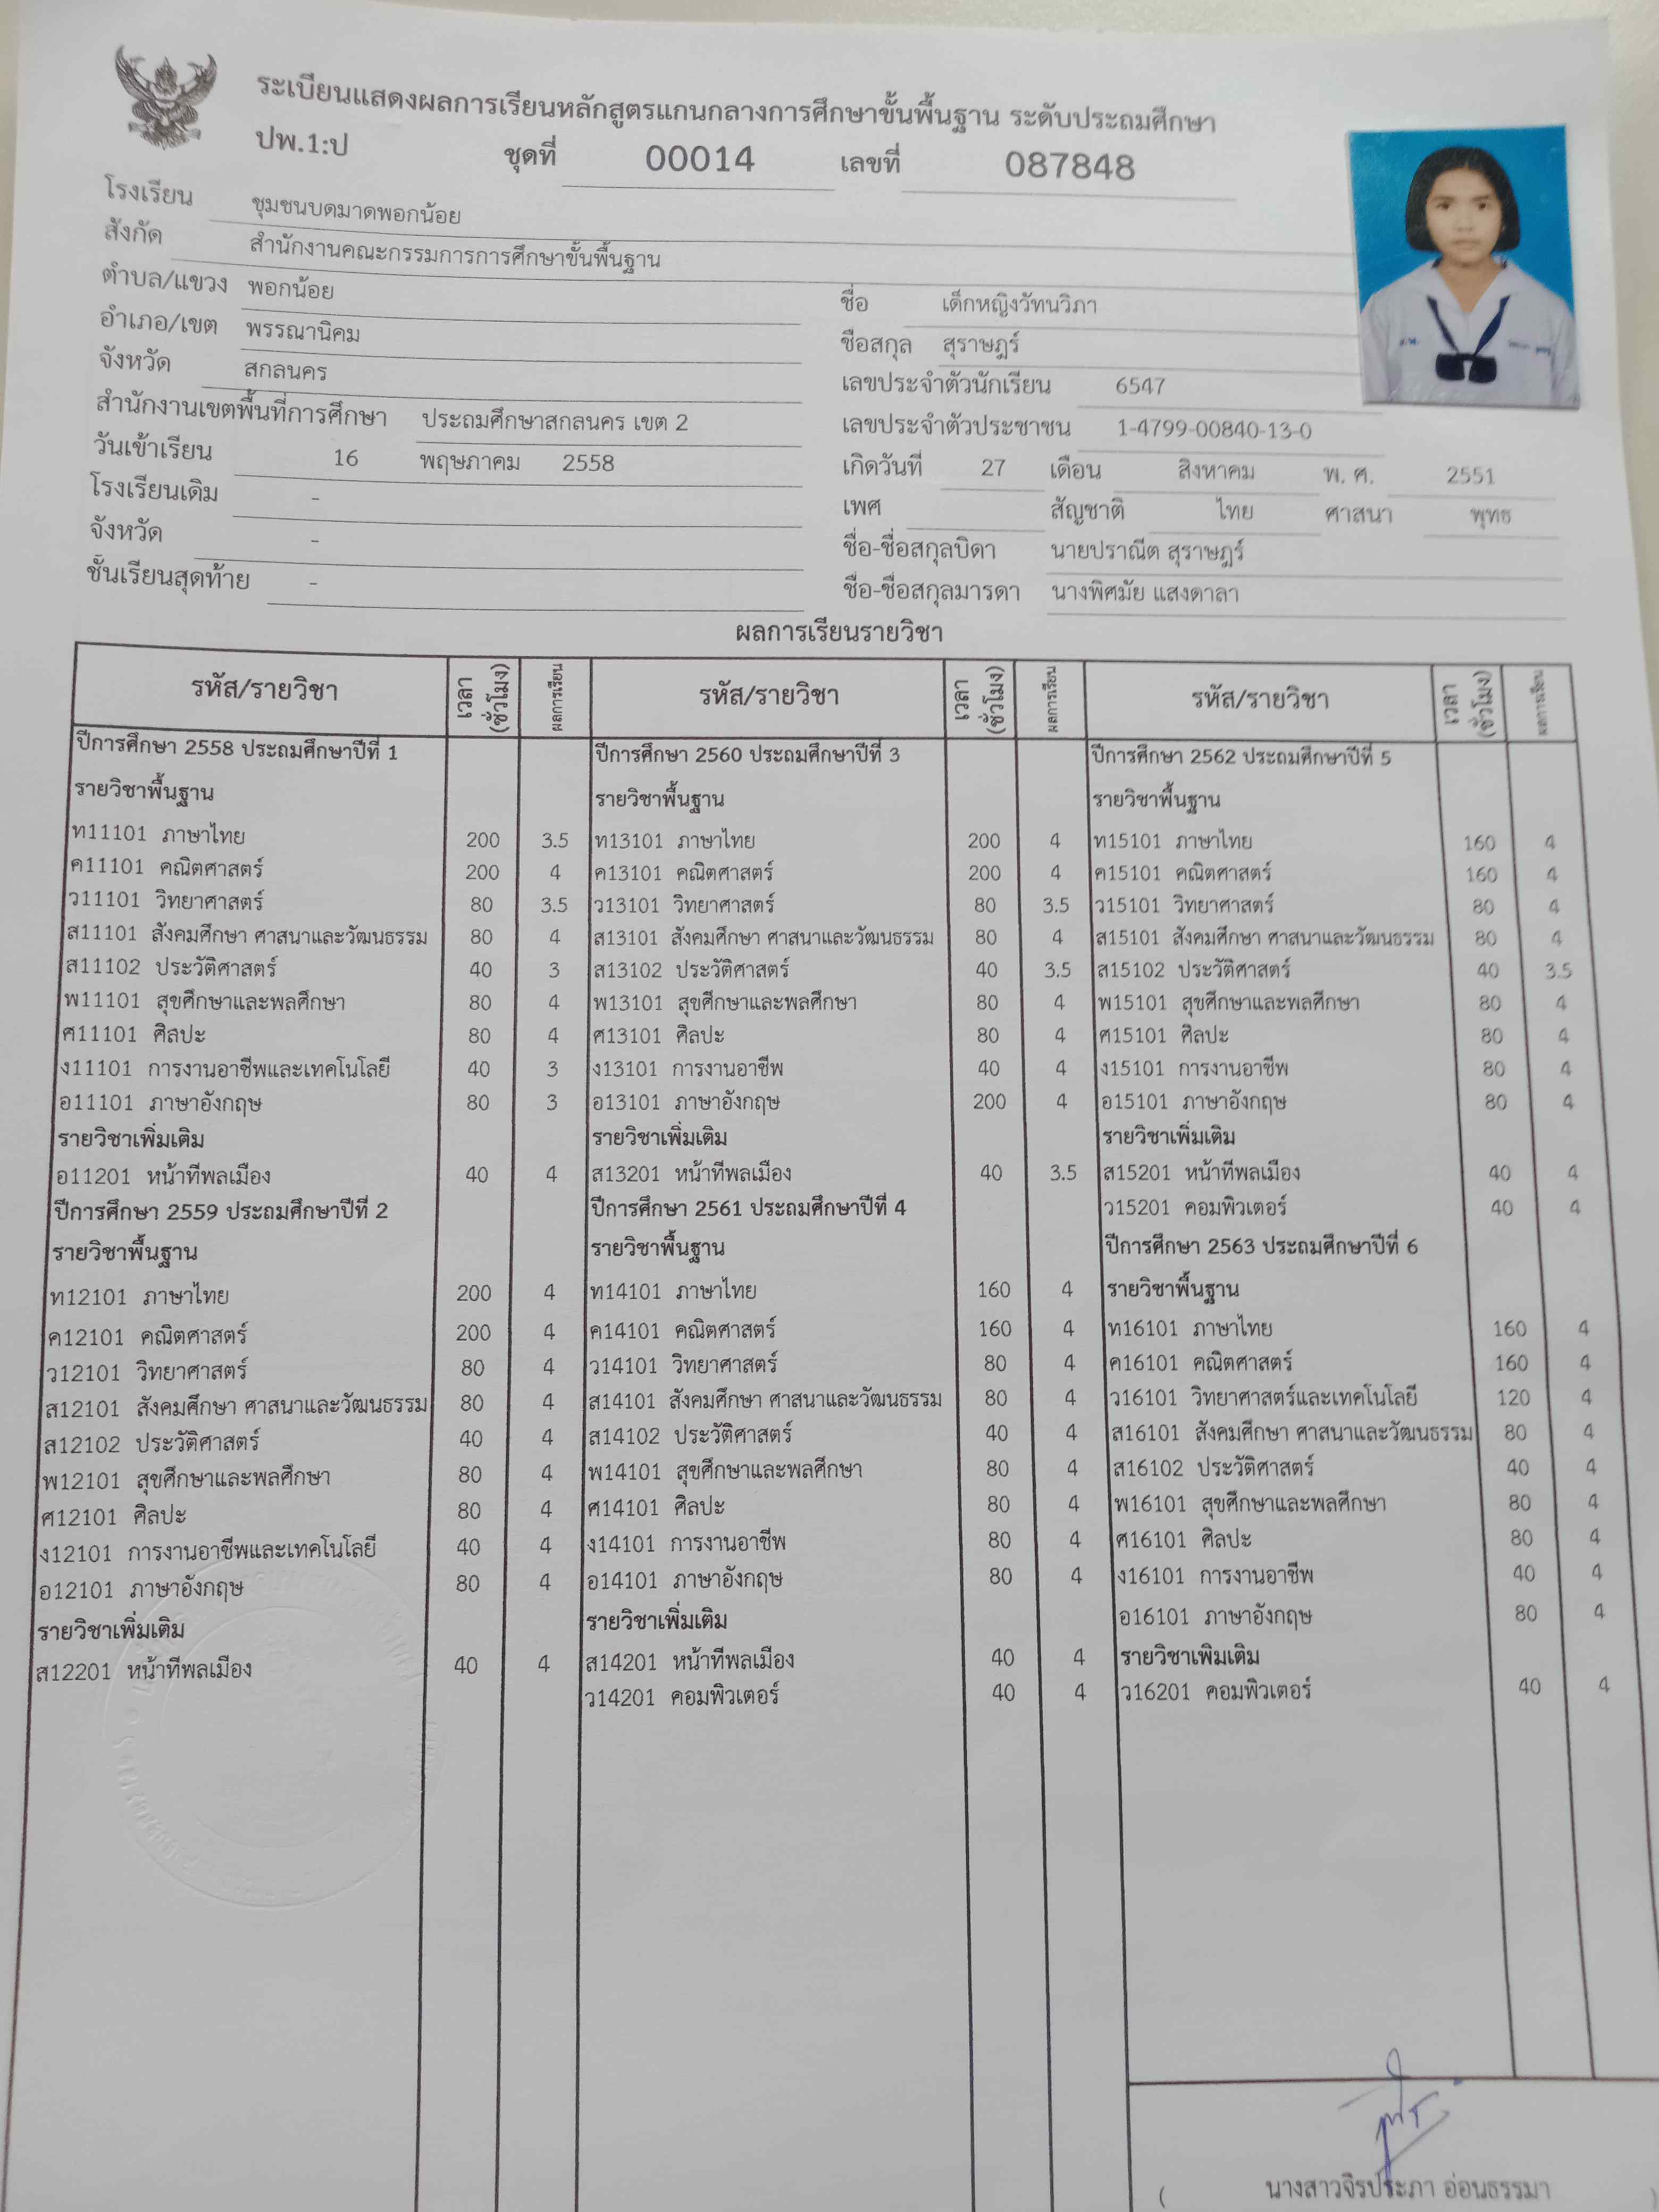 ระเบียนแสดงผลการเรียนหลักสูตรแกนกลางการศึกษาขั้นพื้นฐาน ระดับประถมศึกษา
ปพ.1:ป ชุดที่ 00014 เลขที่ 087848
โรงเรียน ชุมชนบดมาดพอกน้อย
สังกัด สำนักงานคณะกรรมการการศึกษาขั้นพื้นฐาน
ตำบล/แขวง พอกน้อย
อำเภอ/เขต พรรณานิคม
จังหวัด สกลนคร
สำนักงานเขตพื้นที่การศึกษา ประถมศึกษาสกลนคร เขต 2
วันเข้าเรียน 16 พฤษภาคม 2558
โรงเรียนเดิม -
จังหวัด -
ชั้นเรียนสุดท้าย -
ชื่อ เด็กหญิงวัทนวิภา
ชื่อสกุล สุราษฎร์
เลขประจำตัวนักเรียน 6547
เลขประจำตัวประชาชน 1-4799-00840-13-0
เกิดวันที่ 27 เดือน สิงหาคม พ. ศ. 2551
เพศ สัญชาติ ไทย ศาสนา พุทธ
ชื่อ-ชื่อสกุลบิดา นายปราณีต สุราษฎร์
ชื่อ-ชื่อสกุลมารดา นางพิศมัย แสงดาลา
ผลการเรียนรายวิชา
รหัส/รายวิชา เวลา (ชั่วโมง) ผลการเรียน
ปีการศึกษา 2558 ประถมศึกษาปีที่ 1
รายวิชาพื้นฐาน
ท11101 ภาษาไทย 200 3.5
ค11101 คณิตศาสตร์ 200 4
ว11101 วิทยาศาสตร์ 80 3.5
ส11101 สังคมศึกษา ศาสนาและวัฒนธรรม 80 4
ส11102 ประวัติศาสตร์ 40 3
พ11101 สุขศึกษาและพลศึกษา 80 4
ศ11101 ศิลปะ 80 4
ง11101 การงานอาชีพและเทคโนโลยี 40 3
อ11101 ภาษาอังกฤษ 80 3
รายวิชาเพิ่มเติม
อ11201 หน้าที่พลเมือง 40 4
ปีการศึกษา 2559 ประถมศึกษาปีที่ 2
รายวิชาพื้นฐาน
ท12101 ภาษาไทย 200 4
ค12101 คณิตศาสตร์ 200 4
ว12101 วิทยาศาสตร์ 80 4
ส12101 สังคมศึกษา ศาสนาและวัฒนธรรม 80 4
ส12102 ประวัติศาสตร์ 40 4
พ12101 สุขศึกษาและพลศึกษา 80 4
ศ12101 ศิลปะ 80 4
ง12101 การงานอาชีพและเทคโนโลยี 40 4
อ12101 ภาษาอังกฤษ 80 4
รายวิชาเพิ่มเติม
ส12201 หน้าที่พลเมือง 40 4
รหัส/รายวิชา เวลา (ชั่วโมง) ผลการเรียน
ปีการศึกษา 2560 ประถมศึกษาปีที่ 3
รายวิชาพื้นฐาน
ท13101 ภาษาไทย 200 4
ค13101 คณิตศาสตร์ 200 4
ว13101 วิทยาศาสตร์ 80 3.5
ส13101 สังคมศึกษา ศาสนาและวัฒนธรรม 80 4
ส13102 ประวัติศาสตร์ 40 3.5
พ13101 สุขศึกษาและพลศึกษา 80 4
ศ13101 ศิลปะ 80 4
ง13101 การงานอาชีพ 40 4
อ13101 ภาษาอังกฤษ 200 4
รายวิชาเพิ่มเติม
ส13201 หน้าที่พลเมือง 40 3.5
ปีการศึกษา 2561 ประถมศึกษาปีที่ 4
รายวิชาพื้นฐาน
ท14101 ภาษาไทย 160 4
ค14101 คณิตศาสตร์ 160 4
ว14101 วิทยาศาสตร์ 80 4
ส14101 สังคมศึกษา ศาสนาและวัฒนธรรม 80 4
ส14102 ประวัติศาสตร์ 40 4
พ14101 สุขศึกษาและพลศึกษา 80 4
ศ14101 ศิลปะ 80 4
ง14101 การงานอาชีพ 80 4
อ14101 ภาษาอังกฤษ 80 4
รายวิชาเพิ่มเติม
ส14201 หน้าที่พลเมือง 40 4
ว14201 คอมพิวเตอร์ 40 4
รหัส/รายวิชา เวลา (ชั่วโมง) ผลการเรียน
ปีการศึกษา 2562 ประถมศึกษาปีที่ 5
รายวิชาพื้นฐาน
ท15101 ภาษาไทย 160 4
ค15101 คณิตศาสตร์ 160 4
ว15101 วิทยาศาสตร์ 80 4
ส15101 สังคมศึกษา ศาสนาและวัฒนธรรม 80 4
ส15102 ประวัติศาสตร์ 40 3.5
พ15101 สุขศึกษาและพลศึกษา 80 4
ศ15101 ศิลปะ 80 4
ง15101 การงานอาชีพ 80 4
อ15101 ภาษาอังกฤษ 80 4
รายวิชาเพิ่มเติม
ส15201 หน้าที่พลเมือง 40 4
ว15201 คอมพิวเตอร์ 40 4
ปีการศึกษา 2563 ประถมศึกษาปีที่ 6
รายวิชาพื้นฐาน
ท16101 ภาษาไทย 160 4
ค16101 คณิตศาสตร์ 160 4
ว16101 วิทยาศาสตร์และเทคโนโลยี 120 4
ส16101 สังคมศึกษา ศาสนาและวัฒนธรรม 80 4
ส16102 ประวัติศาสตร์ 40 4
พ16101 สุขศึกษาและพลศึกษา 80 4
ศ16101 ศิลปะ 80 4
ง16101 การงานอาชีพ 40 4
อ16101 ภาษาอังกฤษ 80 4
รายวิชาเพิ่มเติม
ว16201 คอมพิวเตอร์ 40 4
( นางสาวจิรประภา อ่อนธรรมา )